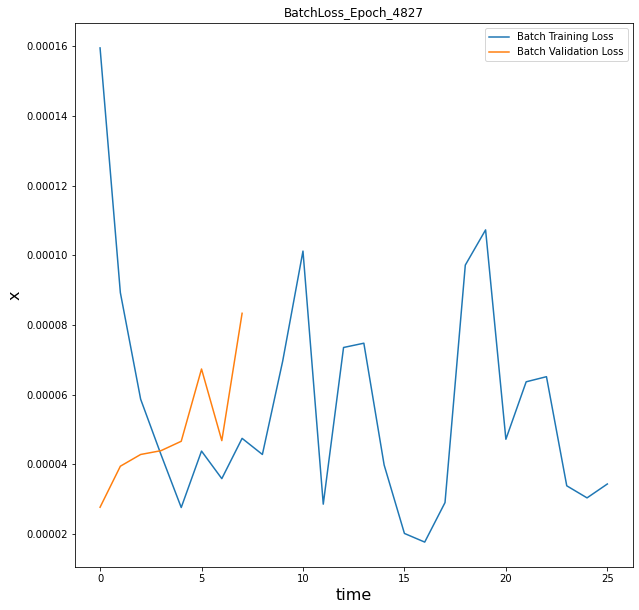 BatchLoss_Epoch_4827
Batch Training Loss
Batch Validation Loss
0.00016
0.00014
0.00012
0.00010
0.00008
0.00006
0.00004
0.00002
x
0 5 10 15 20 25
time